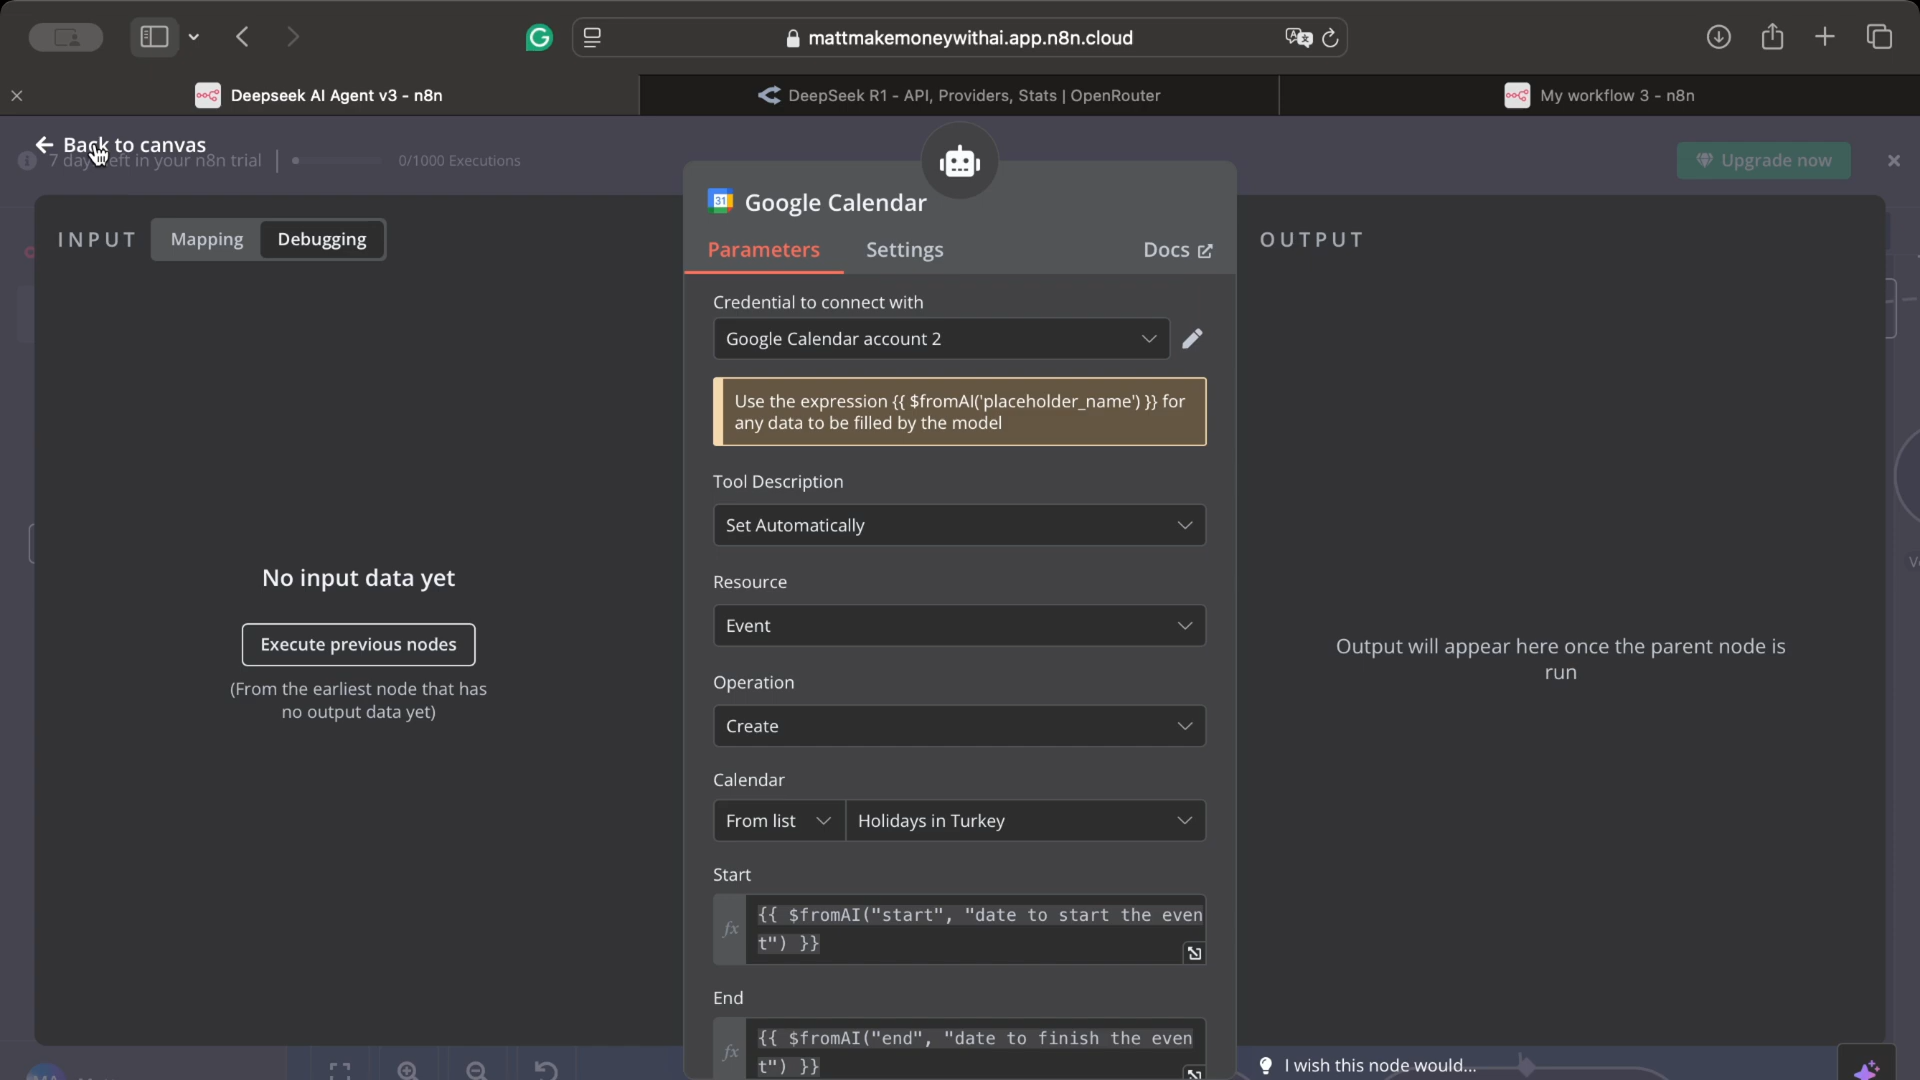 mattmakemoneywithai.app.n8n.cloud
Deepseek AI Agent v3 - n8n
DeepSeek R1 - API, Providers, Stats | OpenRouter
My workflow 3 - n8n
Back to canvas
7 days left in your n8n trial
0/1000 Executions
Upgrade now
31
Google Calendar
INPUT
Mapping
Debugging
Parameters
Settings
Docs
OUTPUT
Credential to connect with
Google Calendar account 2
Use the expression {{ $fromAI('placeholder_name') }} for
any data to be filled by the model
Tool Description
Set Automatically
Resource
Event
No input data yet
Execute previous nodes
(From the earliest node that has
no output data yet)
Output will appear here once the parent node is
run
Operation
Create
Calendar
From list
Holidays in Turkey
Start
fx
{{ $fromAI("start", "date to start the even
t") }}
End
fx
{{ $fromAI("end", "date to finish the even
t") }}
I wish this node would...